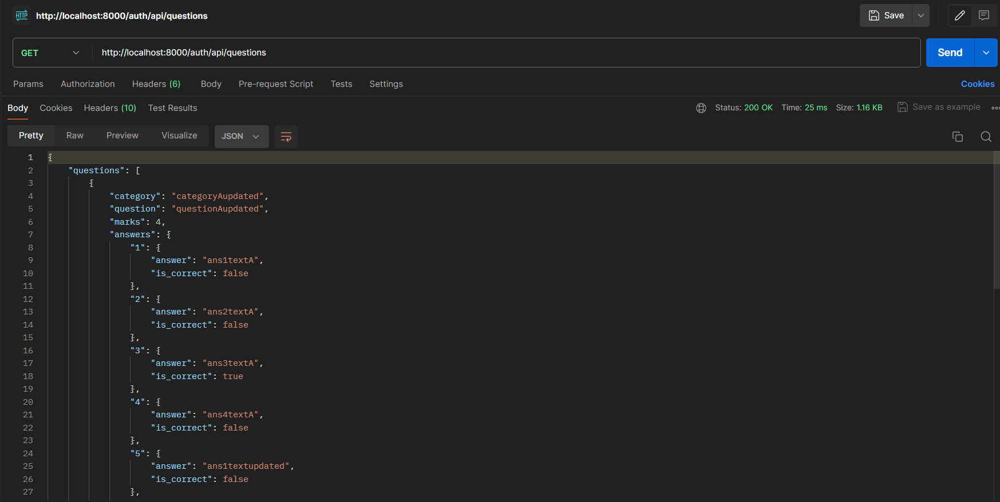 HTTP http://localhost:8000/auth/api/questions Save
GET http://localhost:8000/auth/api/questions Send
Params Authorization Headers (6) Body Pre-request Script Tests Settings Cookies
Body Cookies Headers (10) Test Results Status: 200 OK Time: 25 ms Size: 1.16 KB Save as example
Pretty Raw Preview Visualize JSON
1 {
2 "questions": [
3 {
4 "category": "categoryAupdated",
5 "question": "questionAupdated",
6 "marks": 4,
7 "answers": {
8 "1": {
9 "answer": "ans1textA",
10 "is_correct": false
11 },
12 "2": {
13 "answer": "ans2textA",
14 "is_correct": false
15 },
16 "3": {
17 "answer": "ans3textA",
18 "is_correct": true
19 },
20 "4": {
21 "answer": "ans4textA",
22 "is_correct": false
23 },
24 "5": {
25 "answer": "ans1textupdated",
26 "is_correct": false
27 },